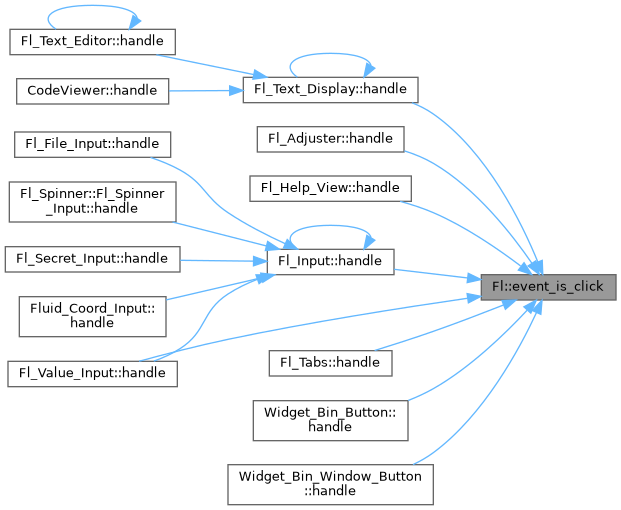 Fl_Text_Editor::handle
CodeViewer::handle
Fl_Text_Display::handle
Fl_File_Input::handle
Fl_Adjuster::handle
Fl_Spinner::Fl_Spinner
_Input::handle
Fl_Help_View::handle
Fl_Secret_Input::handle
Fl_Input::handle
Fl::event_is_click
Fluid_Coord_Input::
handle
Fl_Value_Input::handle
Fl_Tabs::handle
Widget_Bin_Button::
handle
Widget_Bin_Window_Button
::handle